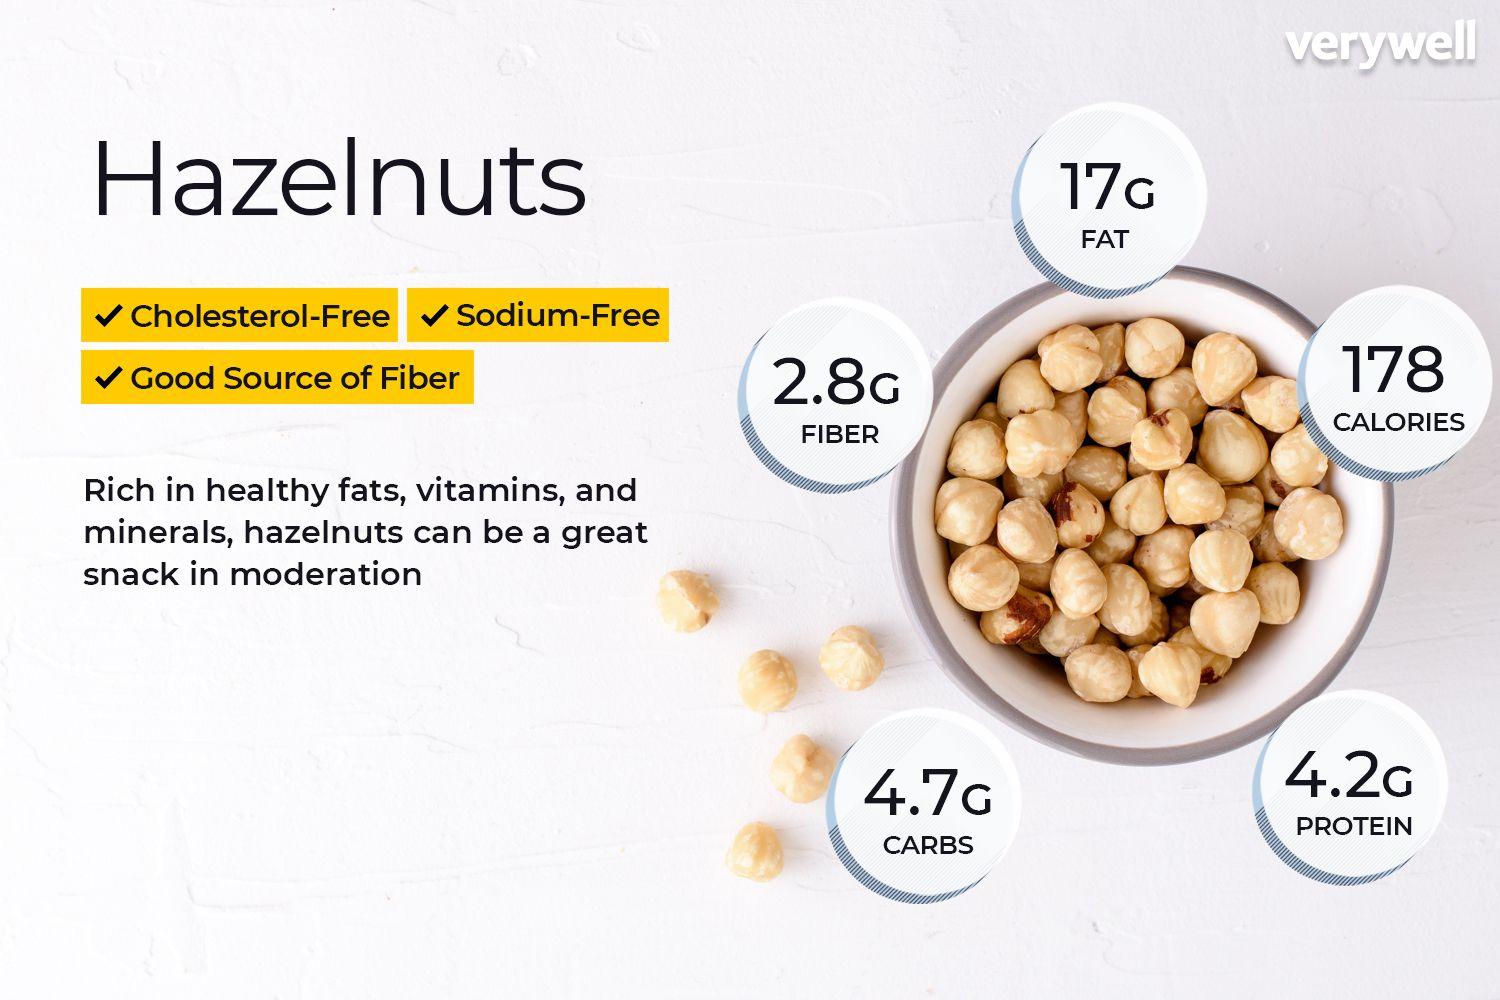 verywell
Hazelnuts
Cholesterol-Free
Sodium-Free
Good Source of Fiber
Rich in healthy fats, vitamins, and
minerals, hazelnuts can be a great
snack in moderation
17G
FAT
2.8G
FIBER
178
CALORIES
4.7G
CARBS
4.2G
PROTEIN